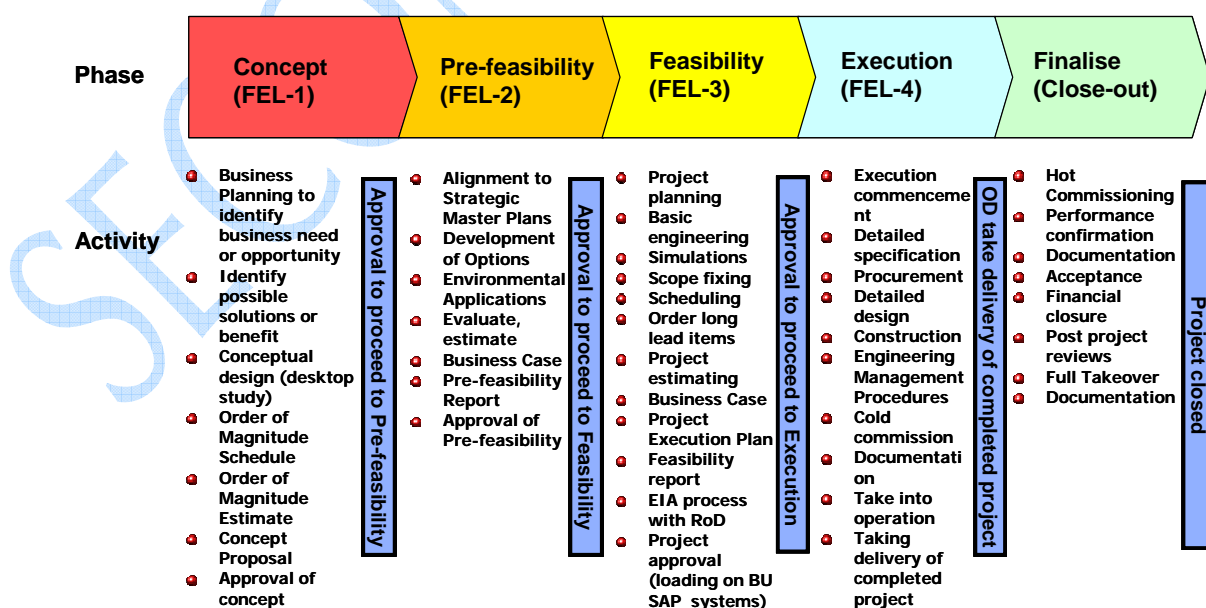 Phase
Concept
(FEL-1)
Pre-feasibility
(FEL-2)
Feasibility
(FEL-3)
Execution
(FEL-4)
Finalise
(Close-out)
Activity
Business
Planning to
identify
business need
or opportunity
Identify
possible
solutions or
benefit
Conceptual
design (desktop
study)
Order of
Magnitude
Schedule
Order of
Magnitude
Estimate
Concept
Proposal
Approval of
concept
Approval to proceed to Pre-feasibility
Alignment to
Strategic
Master Plans
Development
of Options
Environmental
Applications
Evaluate,
estimate
Business Case
Pre-feasibility
Report
Approval of
Pre-feasibility
Approval to proceed to Feasibility
Project
planning
Basic
engineering
Simulations
Scope fixing
Scheduling
Order long
lead items
Project
estimating
Business Case
Project
Execution Plan
Feasibility
report
EIA process
with RoD
Project
approval
(loading on BU
SAP systems)
Approval to proceed to Execution
Execution
commenceme
nt
Detailed
specification
Procurement
Detailed
design
Construction
Engineering
Management
Procedures
Cold
commission
Documentati
on
Take into
operation
Taking
delivery of
completed
project
OD take delivery of completed project
Hot
Commissioning
Performance
confirmation
Documentation
Acceptance
Financial
closure
Post project
reviews
Full Takeover
Documentation
Project closed